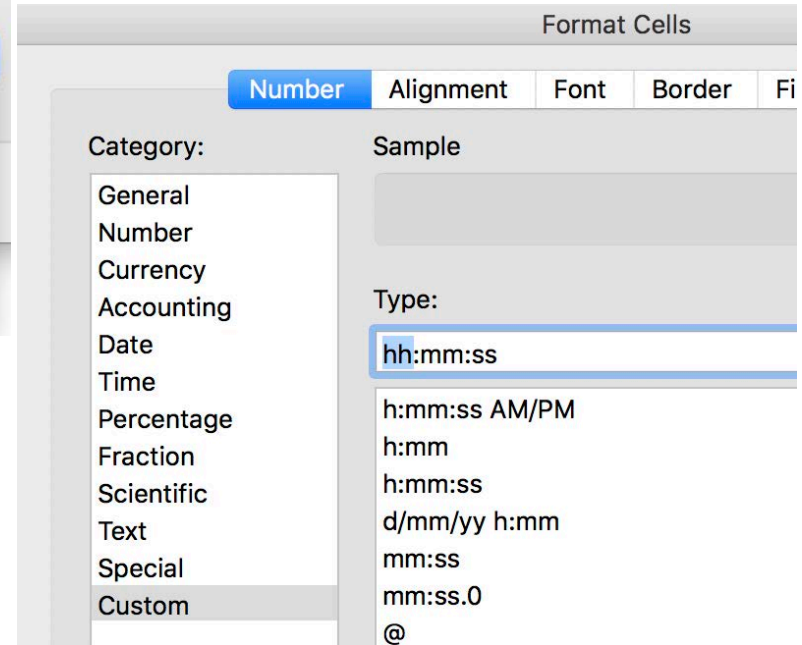 Format Cells
Number Alignment Font Border Fi
Category:
General
Number
Currency
Accounting
Date
Time
Percentage
Fraction
Scientific
Text
Special
Custom
Sample
Type:
hh:mm:ss
h:mm:ss AM/PM
h:mm
h:mm:ss
d/mm/yy h:mm
mm:ss
mm:ss.0
@